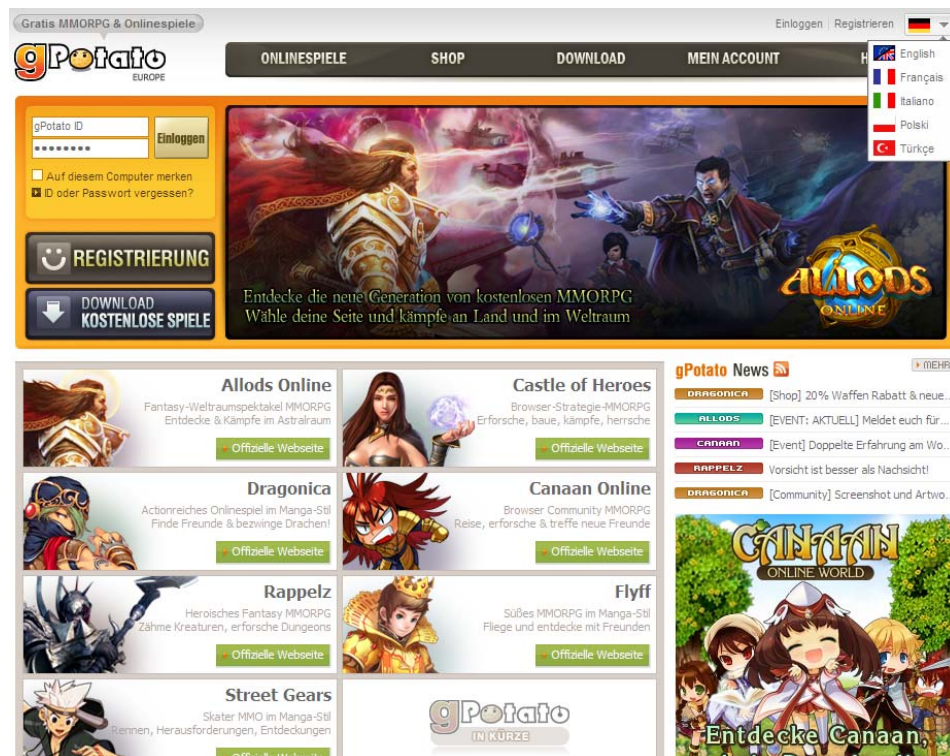 Gratis MMORPG & Onlinespiele
Einloggen | Registrieren
gPotato
EUROPE
ONLINESPIELE SHOP DOWNLOAD MEIN ACCOUNT H
English
Français
Italiano
Polski
Türkçe
gPotato ID
Einloggen
Auf diesem Computer merken
ID oder Passwort vergessen?
REGISTRIERUNG
DOWNLOAD
KOSTENLOSE SPIELE
Entdecke die neue Generation von kostenlosen MMORPG
Wähle deine Seite und kämpfe an Land und im Weltraum
ALLODS
ONLINE
Allods Online
Fantasy-Weltraumspektakel MMORPG
Entdecke & Kämpfe im Astralraum
Offizielle Webseite
Castle of Heroes
Browser-Strategie-MMORPG
Erforsche, baue, kämpfe, herrsche
Offizielle Webseite
Dragonica
Actionreiches Onlinespiel im Manga-Stil
Finde Freunde & bezwinge Drachen!
Offizielle Webseite
Canaan Online
Browser Community MMORPG
Reise, erforsche & treffe neue Freunde
Offizielle Webseite
Rappelz
Heroisches Fantasy MMORPG
Zähme Kreaturen, erforsche Dungeons
Offizielle Webseite
Flyff
Süßes MMORPG im Manga-Stil
Fliege und entdecke mit Freunden
Offizielle Webseite
Street Gears
Skater MMO im Manga-Stil
Rennen, Herausforderungen, Entdeckungen
Offizielle Webseite
gPotato
IN KÜRZE
gPotato News
MEHR
DRAGONICA [Shop] 20% Waffen Rabatt & neue...
ALLODS [EVENT: AKTUELL] Meldet euch für...
CANAAN [Event] Doppelte Erfahrung am Wo...
RAPPELZ Vorsicht ist besser als Nachsicht!
DRAGONICA [Community] Screenshot und Artwo...
CANAAN
ONLINE WORLD
Entdecke Canaan,